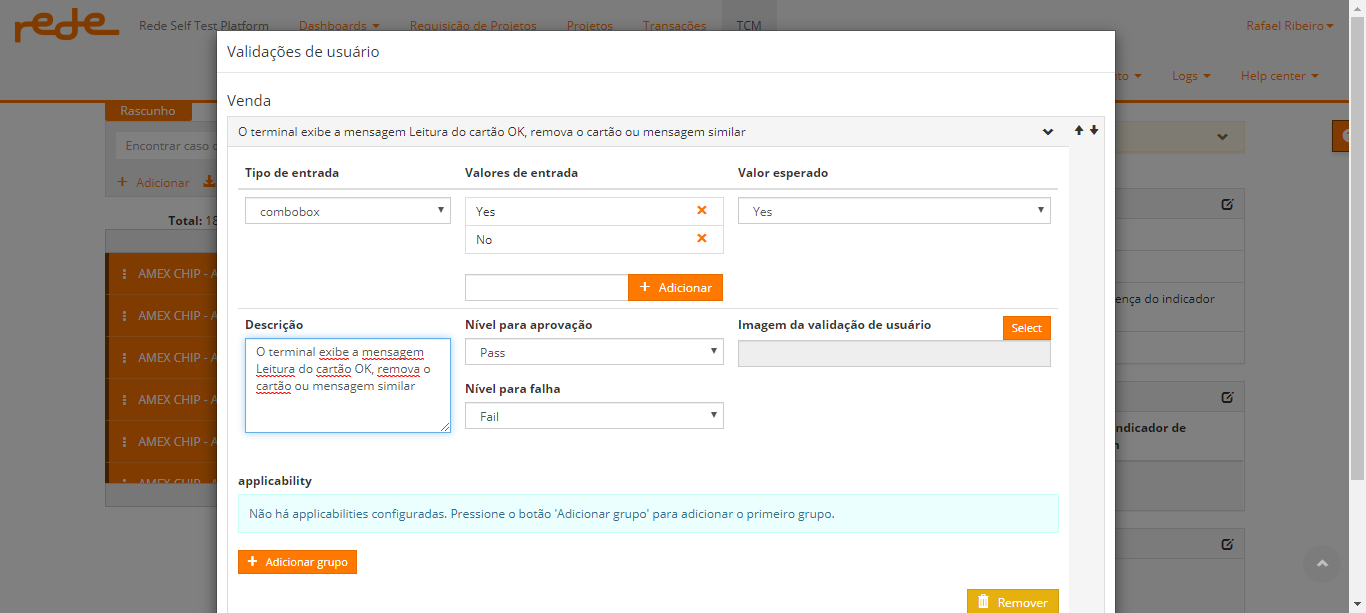 rede
Rede Self Test Platform
Dashboards
Requisição de Projetos
Projetos
Transações
TCM
Rafael Ribeiro
Logs
Help center
Rascunho
Encontrar caso
+ Adicionar
Total: 18
AMEX CHIP - A
AMEX CHIP - A
AMEX CHIP - A
AMEX CHIP - A
AMEX CHIP - A
AMEX CHIP - A
Validações de usuário
Venda
O terminal exibe a mensagem Leitura do cartão OK, remova o cartão ou mensagem similar
Tipo de entrada
Valores de entrada
Valor esperado
combobox
Yes
Yes
No
+ Adicionar
Descrição
Nível para aprovação
Imagem da validação de usuário
Select
O terminal exibe a mensagem
Leitura do cartão OK, remova o
cartão ou mensagem similar
Pass
Nível para falha
Fail
applicability
Não há applicabilities configuradas. Pressione o botão 'Adicionar grupo' para adicionar o primeiro grupo.
+ Adicionar grupo
Remover
ença do indicador
ndicador de